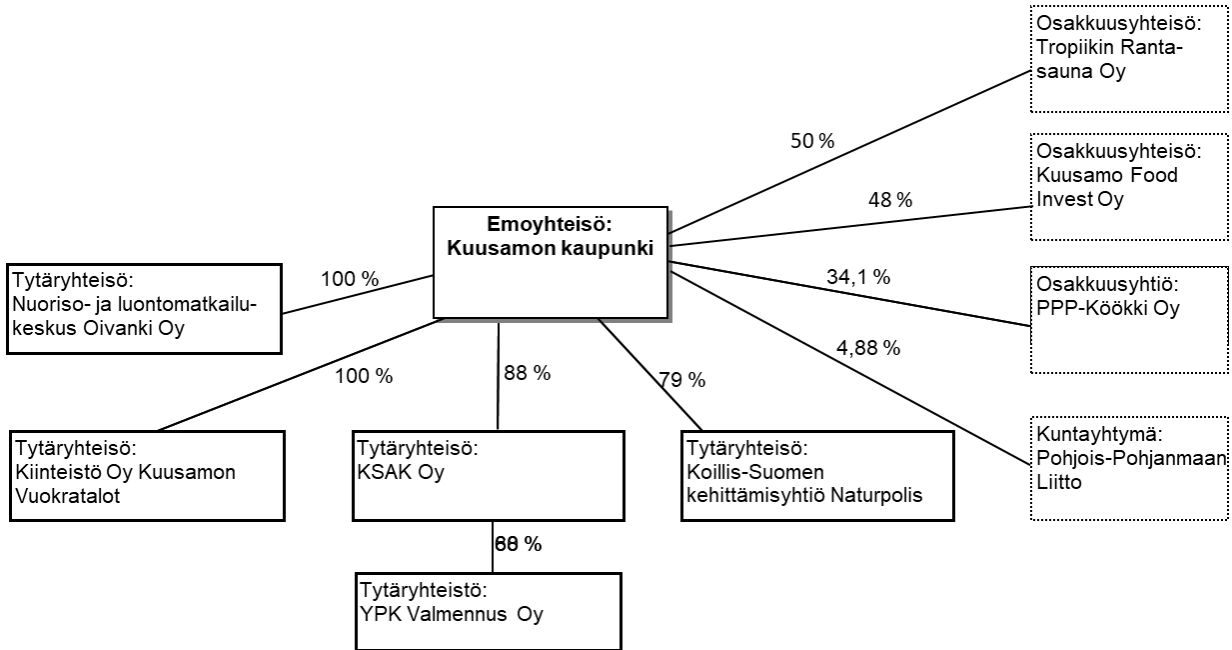 Osakkuusyhteisö:
Tropiikin Ranta-
sauna Oy
50 %
Osakkuusyhteisö:
Kuusamo Food
Invest Oy
48 %
Emoyhteisö:
Kuusamon kaupunki
Tytäryhteisö:
Nuoriso- ja luontomatkailu-
keskus Oivanki Oy
100 %
34,1 %
Osakkuusyhtiö:
PPP-Köökki Oy
4,88 %
100 %
88 %
79 %
Tytäryhteisö:
Kiinteistö Oy Kuusamon
Vuokratalot
Tytäryhteisö:
KSAK Oy
Tytäryhteisö:
Koillis-Suomen
kehittämisyhtiö Naturpolis
Kuntayhtymä:
Pohjois-Pohjanmaan
Liitto
%
Tytäryhteistö:
YPK Valmennus Oy